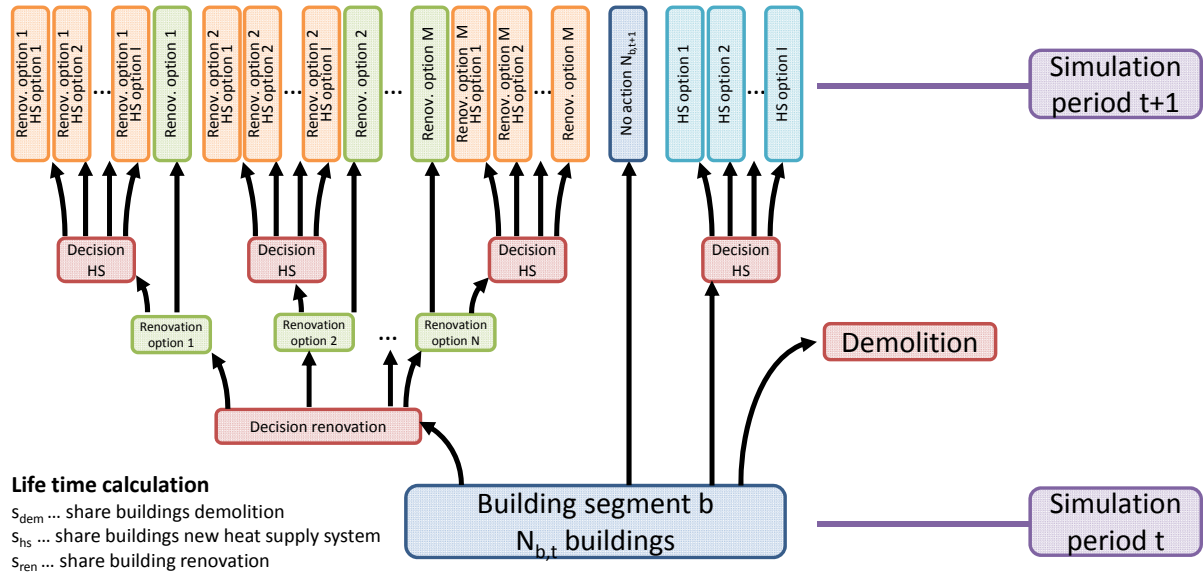 Renov. option 1
HS option 1
Renov. option 1
HS option 2
...
Renov. option 1
HS option I
Renov. option 1
Renov. option 2
HS option 1
Renov. option 2
HS option 2
...
Renov. option 2
HS option I
Renov. option 2
...
Renov. option M
Renov. option M
HS option 1
Renov. option M
HS option 2
...
Renov. option M
No action N_b,t+1
HS option 1
HS option 2
...
HS option I
Simulation
period t+1
Decision
HS
Decision
HS
Decision
HS
Decision
HS
Renovation
option 1
Renovation
option 2
...
Renovation
option N
Demolition
Decision renovation
Building segment b
N_b,t buildings
Simulation
period t
Life time calculation
s_dem ... share buildings demolition
s_hs ... share buildings new heat supply system
s_ren ... share building renovation